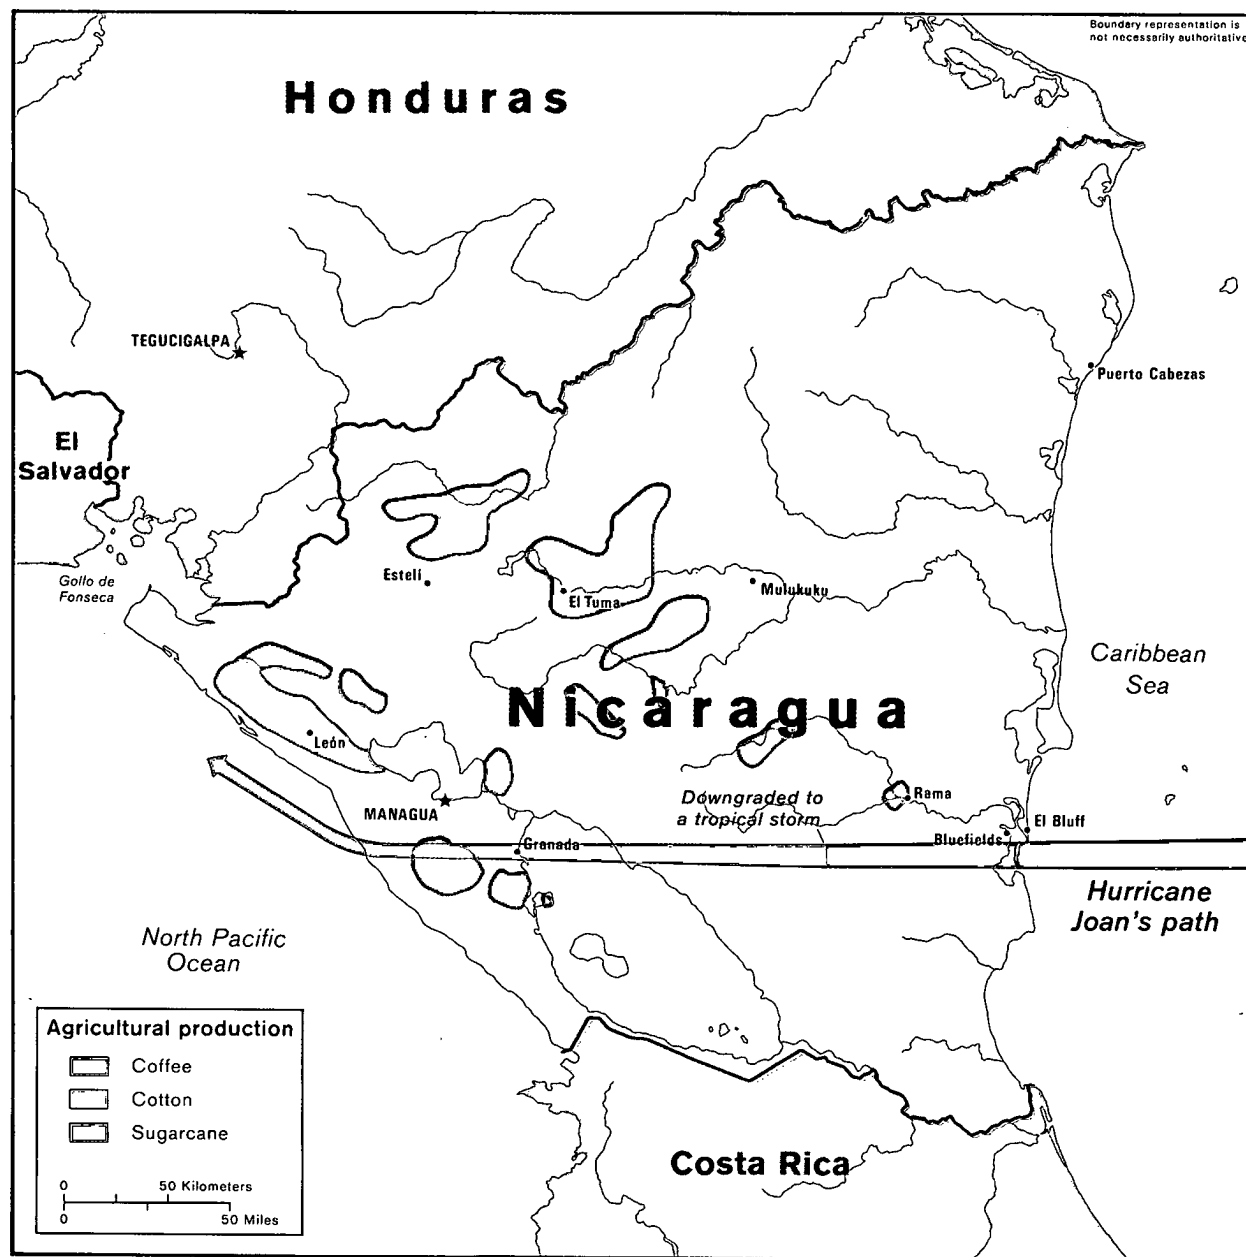 Boundary representation is
not necessarily authoritative
Honduras
TEGUCIGALPA
Puerto Cabezas
El
Salvador
Gollo de
Fonseca
Estelí
El Tuma
Mulukuku
Caribbean
Sea
Nicaragua
León
MANAGUA
Downgraded to
a tropical storm
Rama
El Bluff
Bluefields
Granada
Hurricane
Joan's path
North Pacific
Ocean
Agricultural production
Coffee
Cotton
Sugarcane
0 50 Kilometers
0 50 Miles
Costa Rica